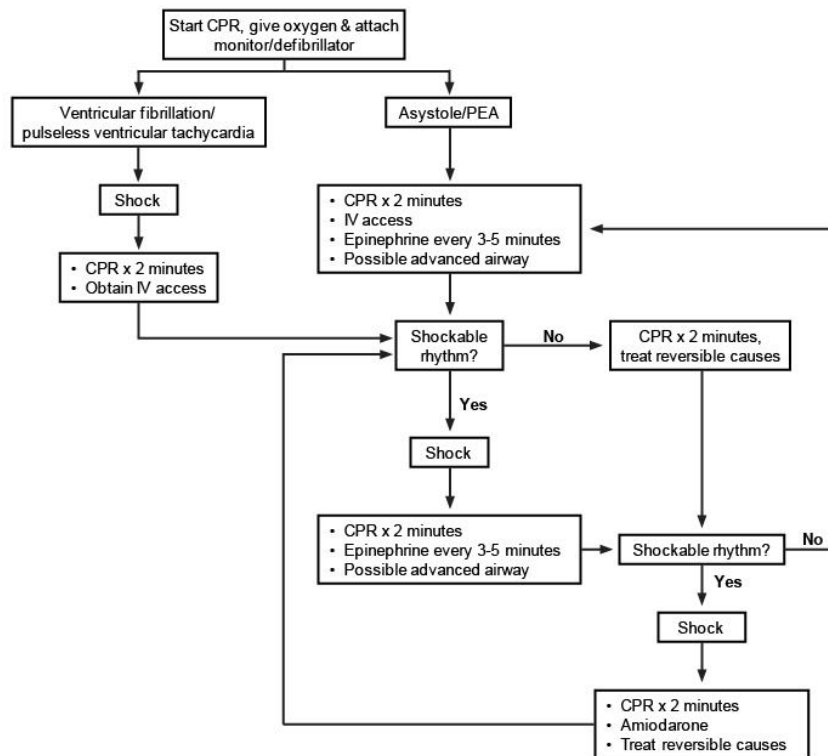 Start CPR, give oxygen & attach
monitor/defibrillator
Ventricular fibrillation/
pulseless ventricular tachycardia
Asystole/PEA
Shock
• CPR x 2 minutes
• IV access
• Epinephrine every 3-5 minutes
• Possible advanced airway
• CPR x 2 minutes
• Obtain IV access
Shockable
rhythm?
No
CPR x 2 minutes,
treat reversible causes
Yes
Shock
• CPR x 2 minutes
• Epinephrine every 3-5 minutes
• Possible advanced airway
Shockable rhythm?
No
Yes
Shock
• CPR x 2 minutes
• Amiodarone
• Treat reversible causes